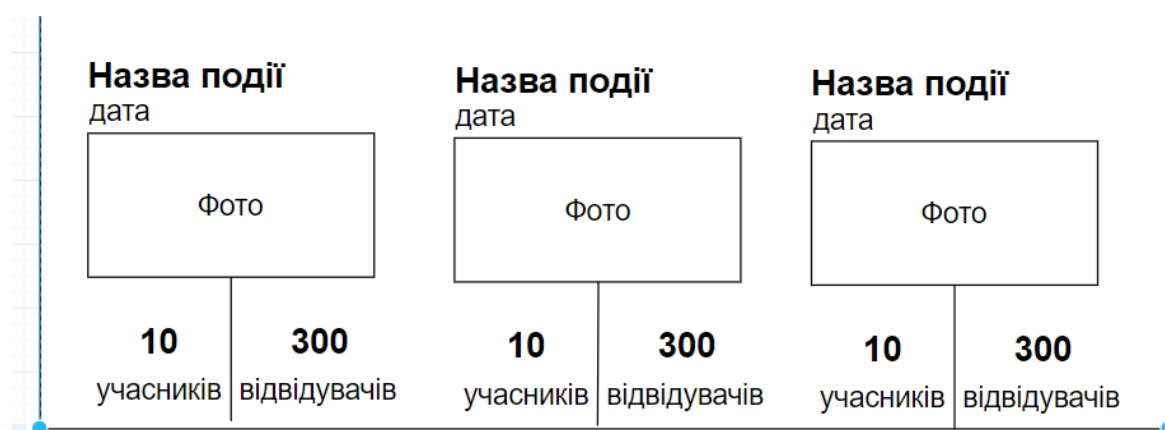 Назва події
дата
Фото
10 300
учасників відвідувачів
Назва події
дата
Фото
10 300
учасників відвідувачів
Назва події
дата
Фото
10 300
учасників відвідувачів